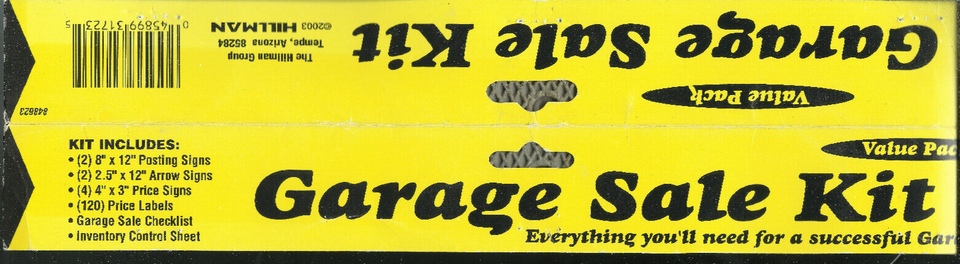 Garage Sale Kit
Value Pack
The Hillman Group
Tempe, Arizona 85284
©2003 HILLMAN
0 45899 31723 5
848623
KIT INCLUDES:
• (2) 8" x 12" Posting Signs
• (2) 2.5" x 12" Arrow Signs
• (4) 4" x 3" Price Signs
• (120) Price Labels
• Garage Sale Checklist
• Inventory Control Sheet
Value Pac
Garage Sale Kit
Everything you'll need for a successful Gar